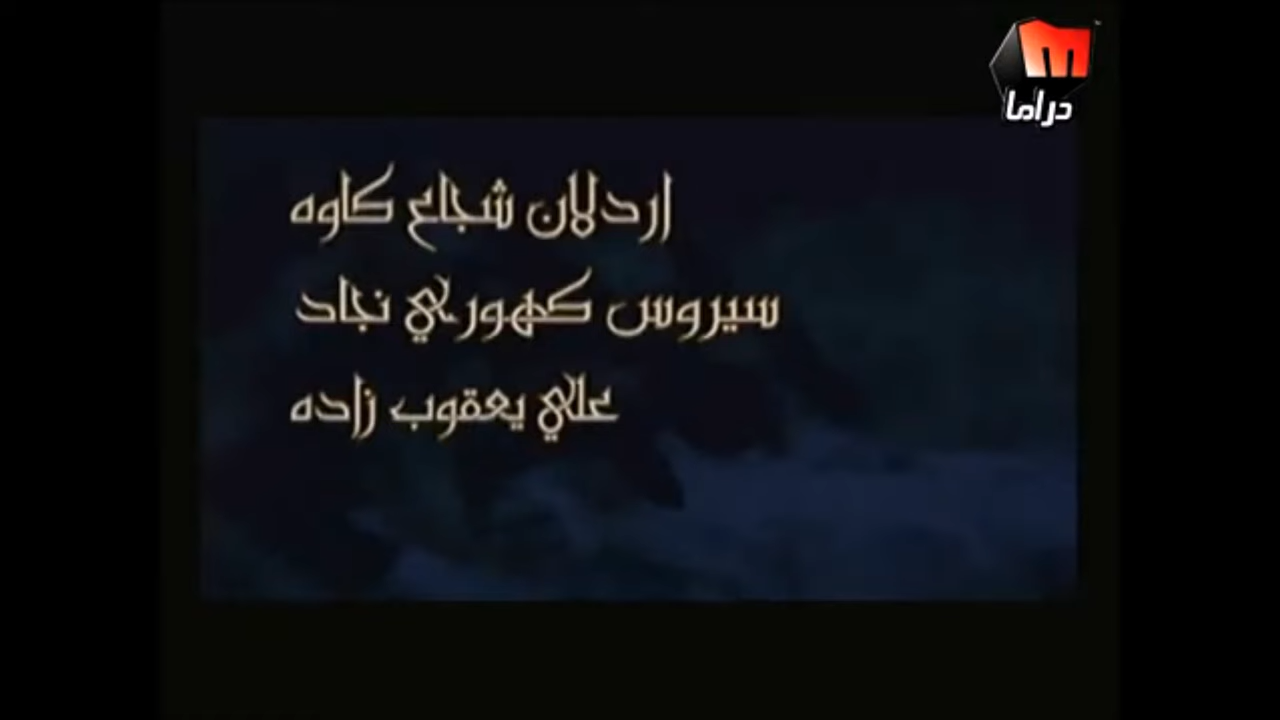 m
دراما
اردلان شجاع كاوه
سيروس كهوري نجاد
علي يعقوب زاده